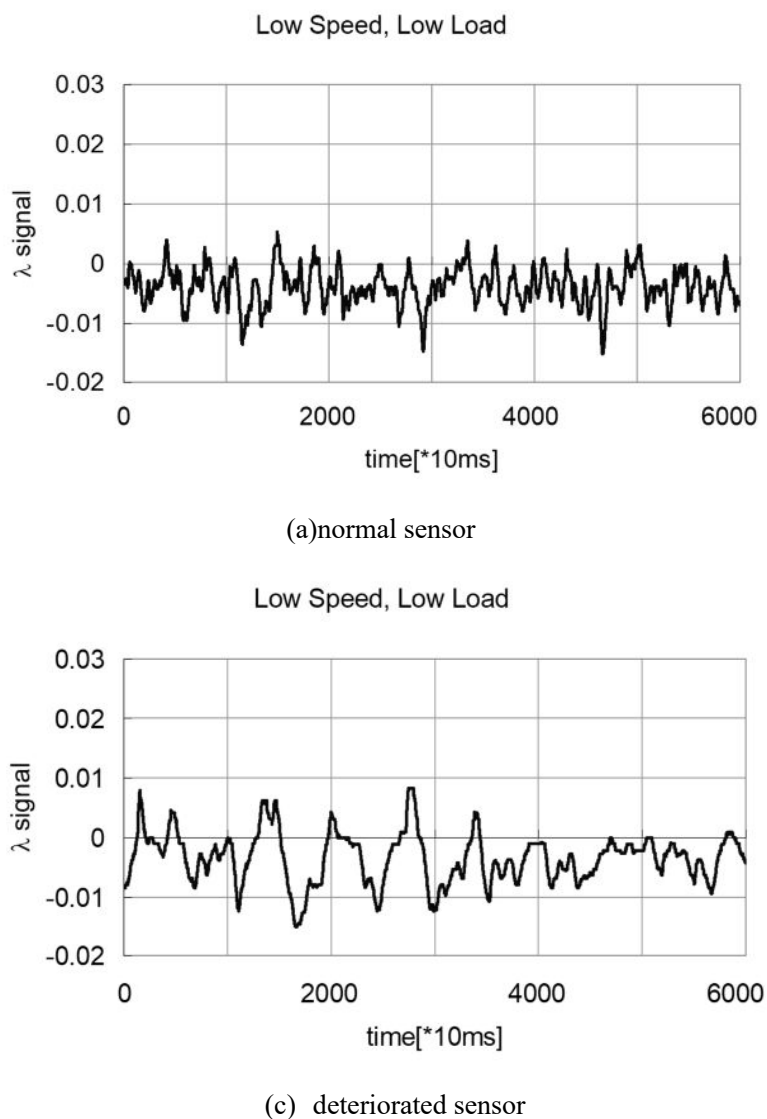 Low Speed, Low Load
0.03
0.02
0.01
0
-0.01
-0.02
λ signal
0 2000 4000 6000
time[*10ms]
(a)normal sensor
Low Speed, Low Load
0.03
0.02
0.01
0
-0.01
-0.02
λ signal
0 2000 4000 6000
time[*10ms]
(c) deteriorated sensor